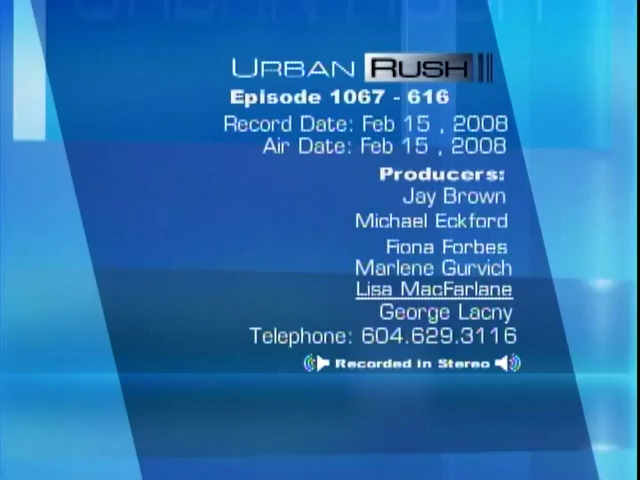 URBAN RUSH
Episode 1067 - 616
Record Date: Feb 15 , 2008
Air Date: Feb 15 , 2008
Producers:
Jay Brown
Michael Eckford
Fiona Forbes
Marlene Gurvich
Lisa MacFarlane
George Lacny
Telephone: 604.629.3116
Recorded in Stereo